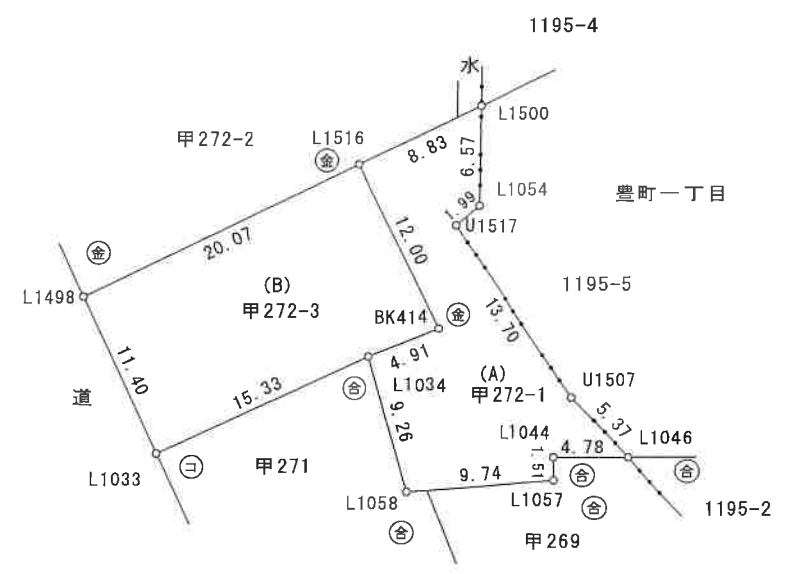 1195-4
水
L1500
甲272-2
L1516
金
8.83
6.57
L1054
豊町一丁目
1.99
U1517
20.07
12.00
金
L1498
(B)
甲272-3
1195-5
BK414
金
13.70
11.40
4.91
L1034
(A)
甲272-1
U1507
道
15.33
合
9.26
5.37
L1044
4.78
L1046
L1033
コ
甲271
1.51
合
合
9.74
L1058
L1057
合
合
1195-2
甲269